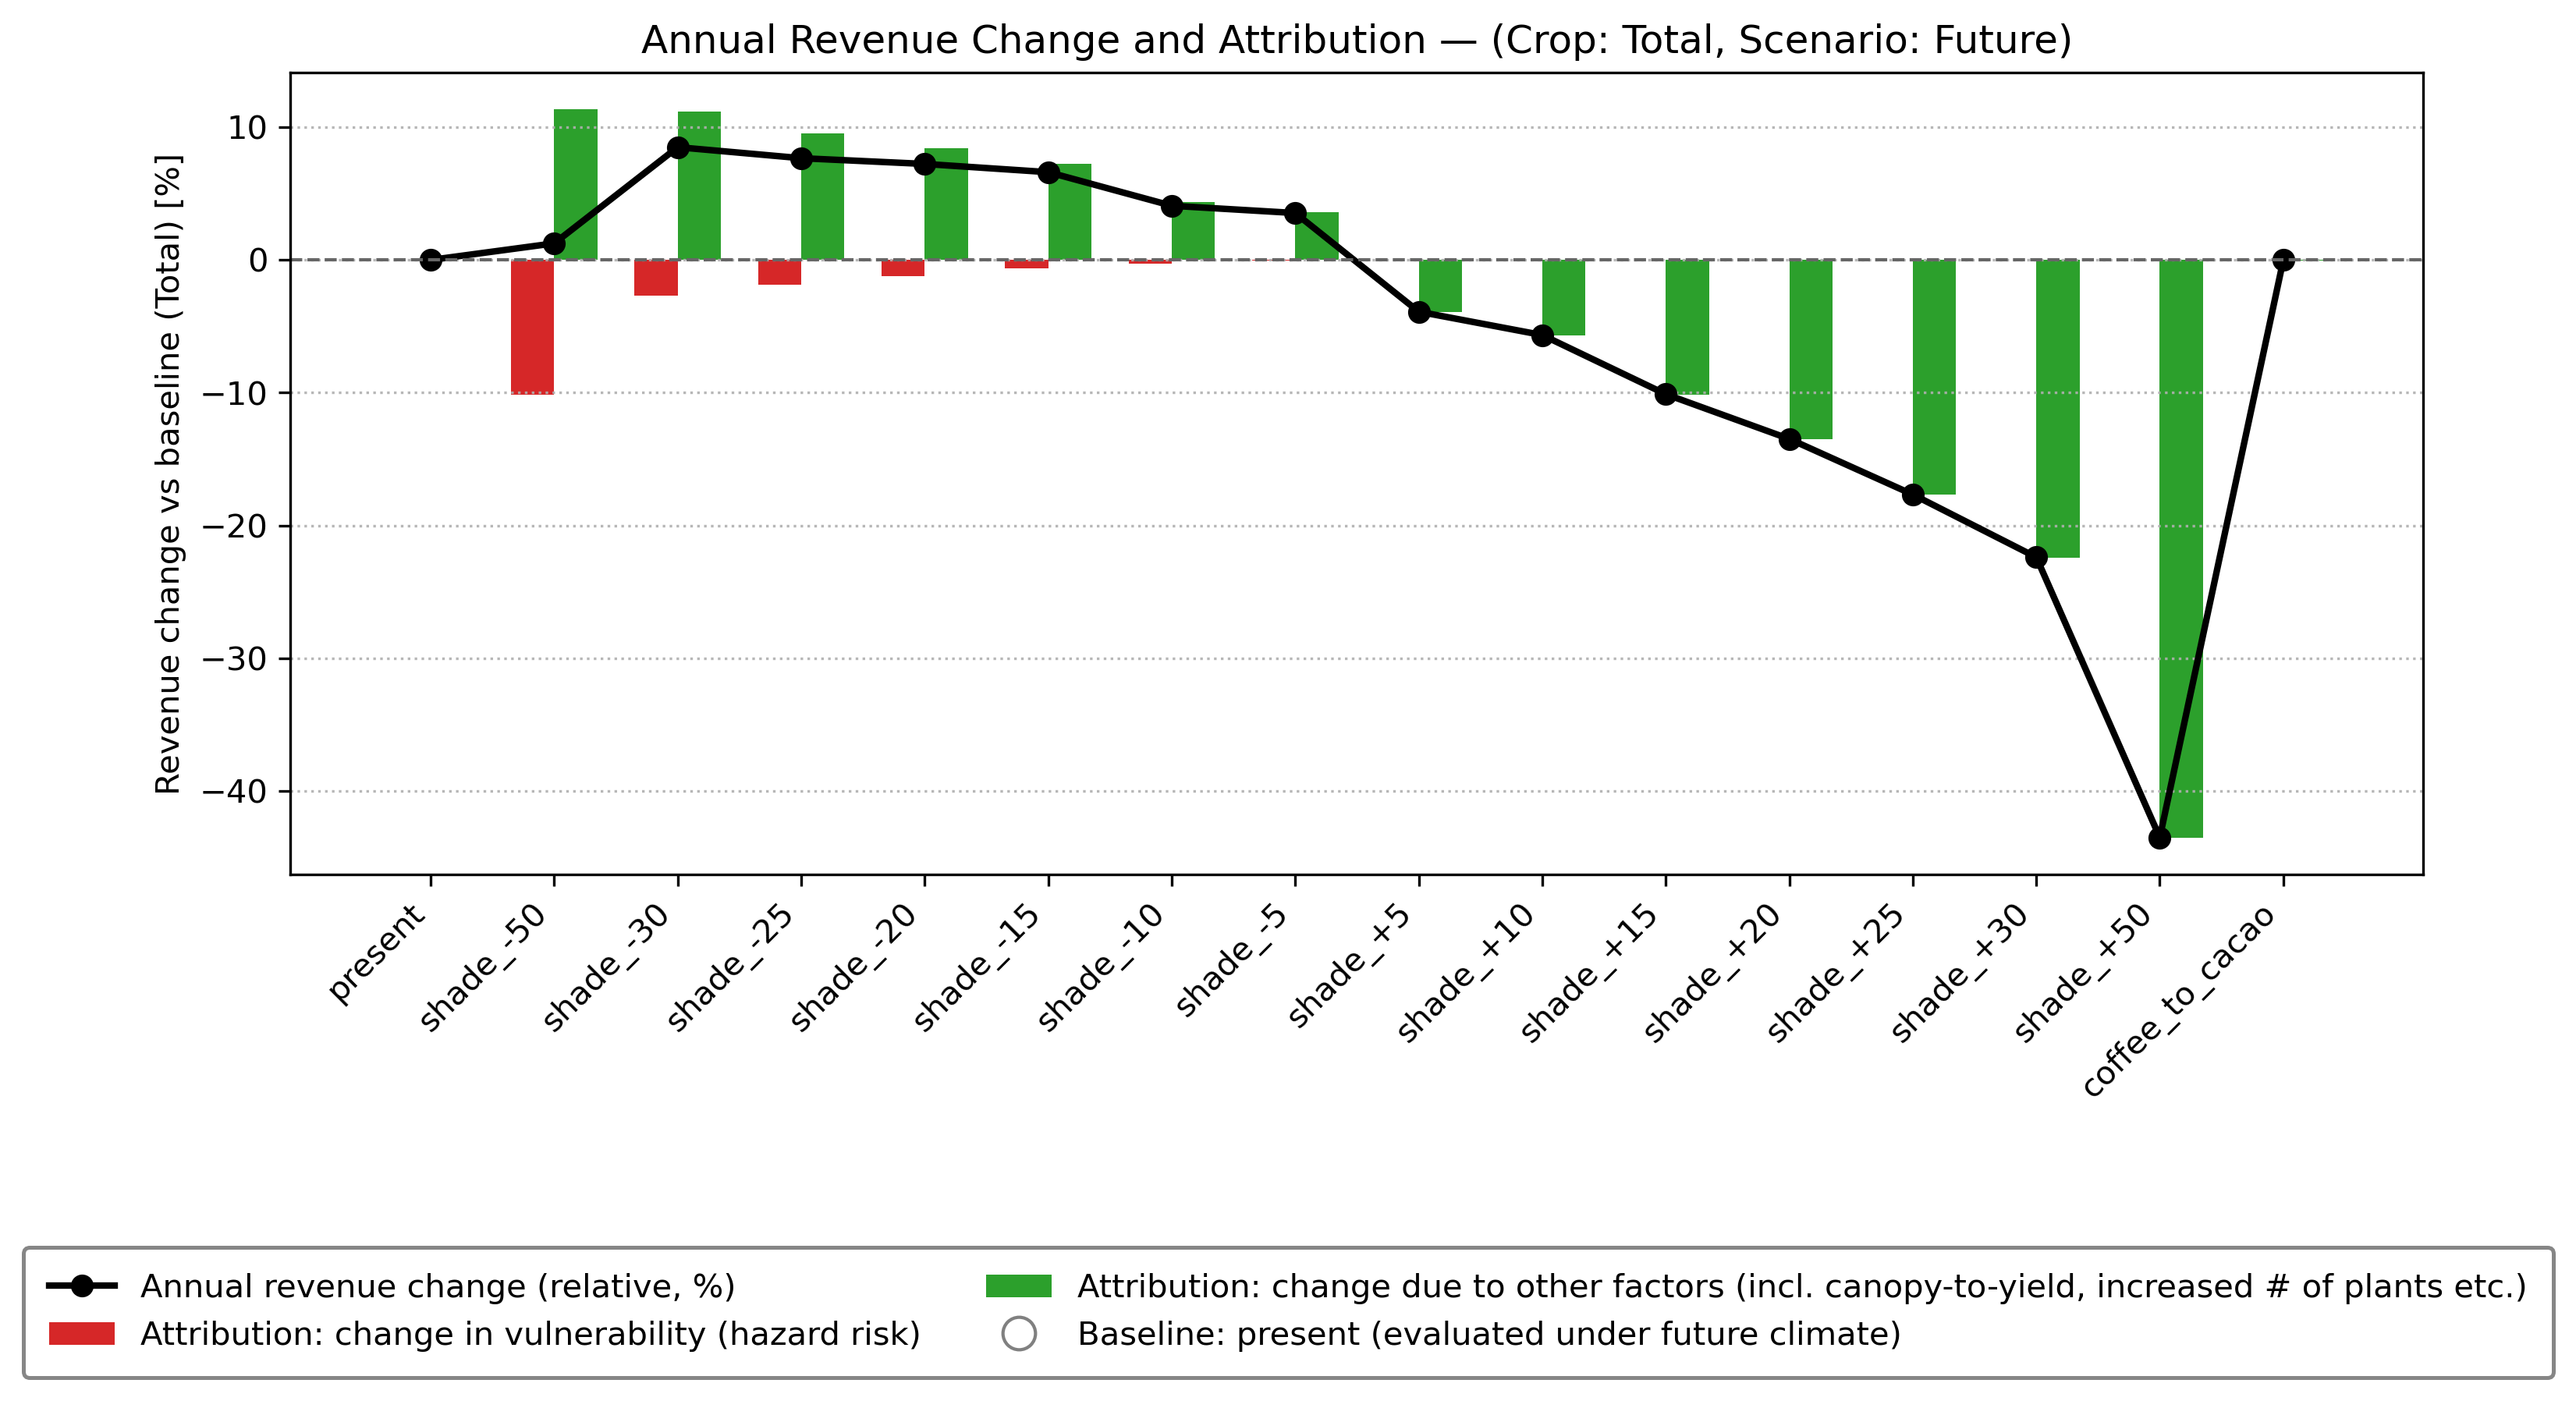 Annual Revenue Change and Attribution — (Crop: Total, Scenario: Future)
Revenue change vs baseline (Total) [%]
10
0
−10
−20
−30
−40
present
shade_-50
shade_-30
shade_-25
shade_-20
shade_-15
shade_-10
shade_-5
shade_+5
shade_+10
shade_+15
shade_+20
shade_+25
shade_+30
shade_+50
coffee_to_cacao
Annual revenue change (relative, %)
Attribution: change in vulnerability (hazard risk)
Attribution: change due to other factors (incl. canopy-to-yield, increased # of plants etc.)
Baseline: present (evaluated under future climate)